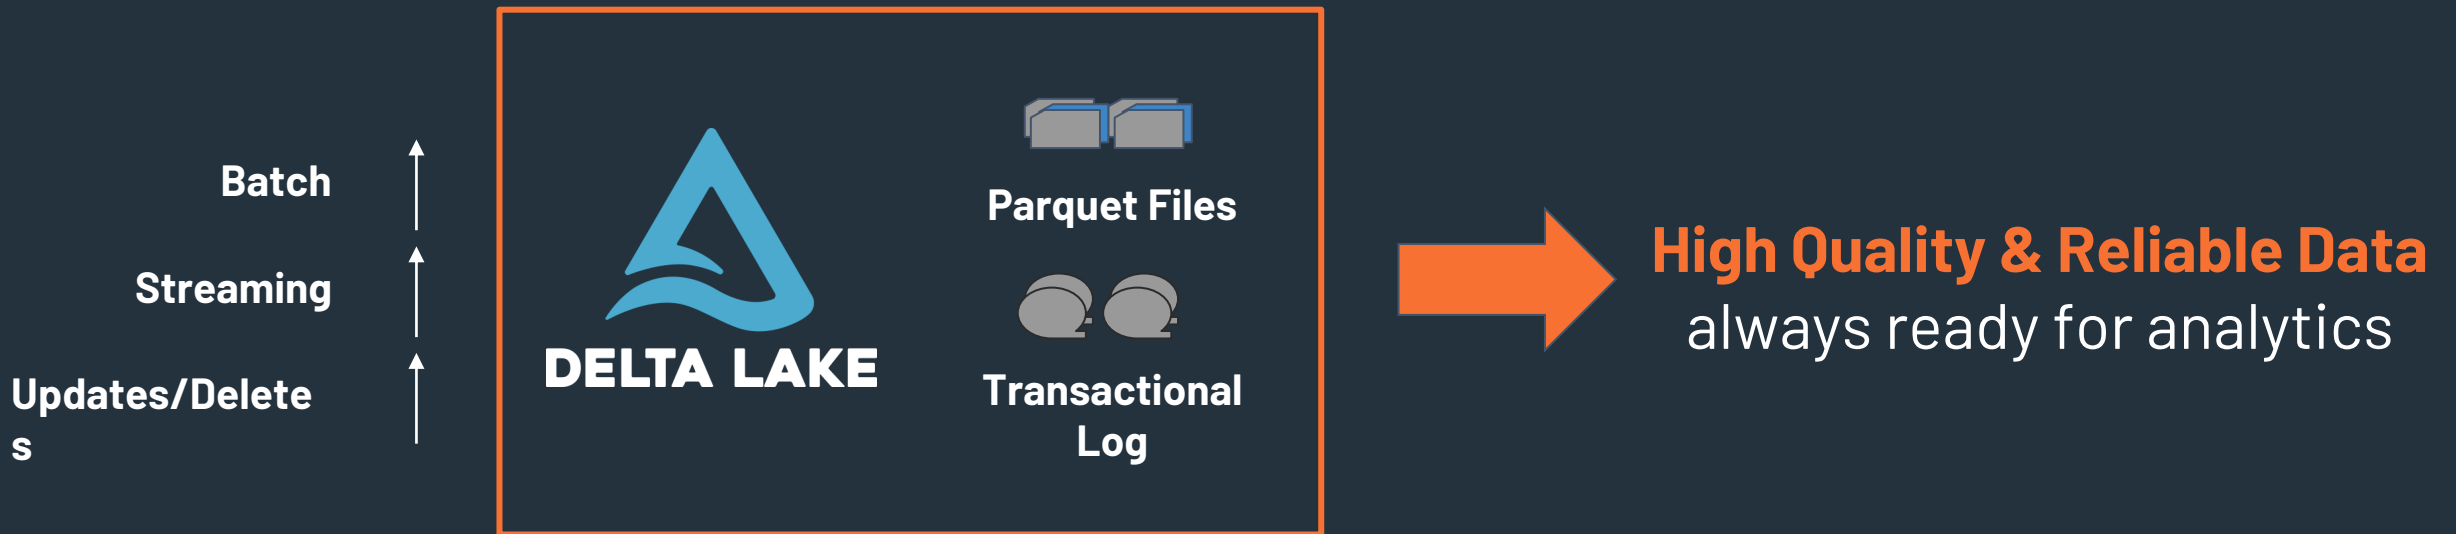 Batch
Streaming
Updates/Delete
s
DELTA LAKE
Parquet Files
Transactional
Log
High Quality & Reliable Data
always ready for analytics